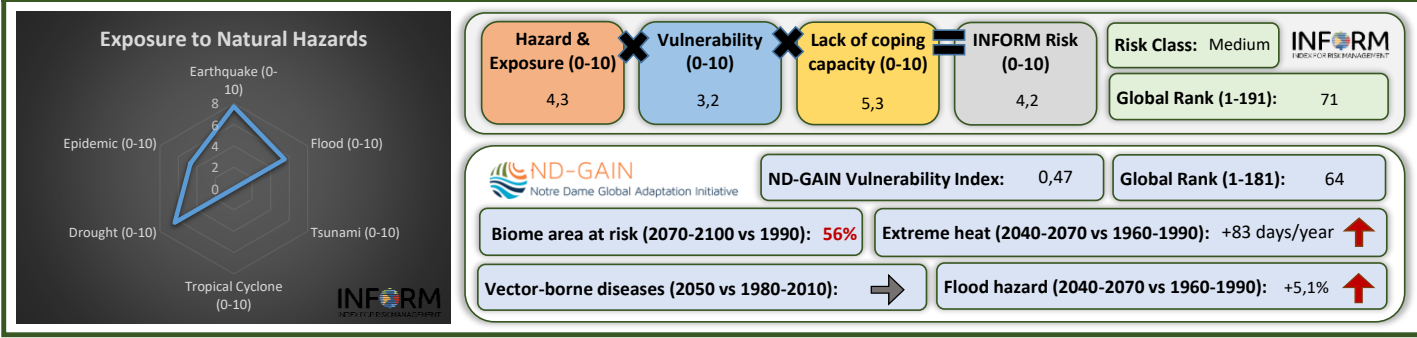 Exposure to Natural Hazards
Earthquake (0-
10)
8
6
4
2
0
Flood (0-10)
Tsunami (0-10)
Tropical Cyclone
(0-10)
Drought (0-10)
Epidemic (0-10)
INFORM
INDEX FOR RISK MANAGEMENT
Hazard &
Exposure (0-10)
4,3
Vulnerability
(0-10)
3,2
Lack of coping
capacity (0-10)
5,3
INFORM Risk
(0-10)
4,2
Risk Class: Medium
INFORM
INDEX FOR RISK MANAGEMENT
Global Rank (1-191): 71
ND-GAIN
Notre Dame Global Adaptation Initiative
ND-GAIN Vulnerability Index: 0,47
Global Rank (1-181): 64
Biome area at risk (2070-2100 vs 1990): 56%
Extreme heat (2040-2070 vs 1960-1990): +83 days/year
Vector-borne diseases (2050 vs 1980-2010):
Flood hazard (2040-2070 vs 1960-1990): +5,1%